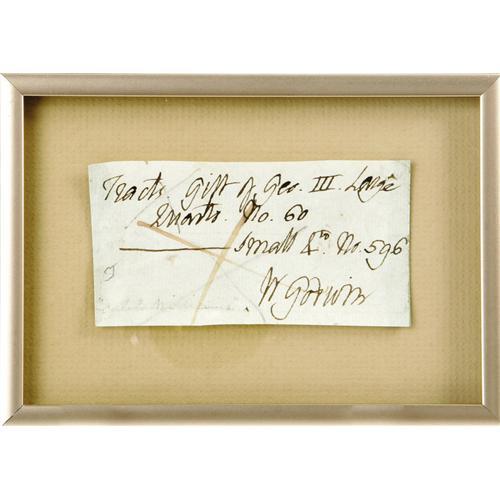 Tracts. Gift of Geo. III. Large
Quarto. No. 60
small 4to. No. 596
W Godwin